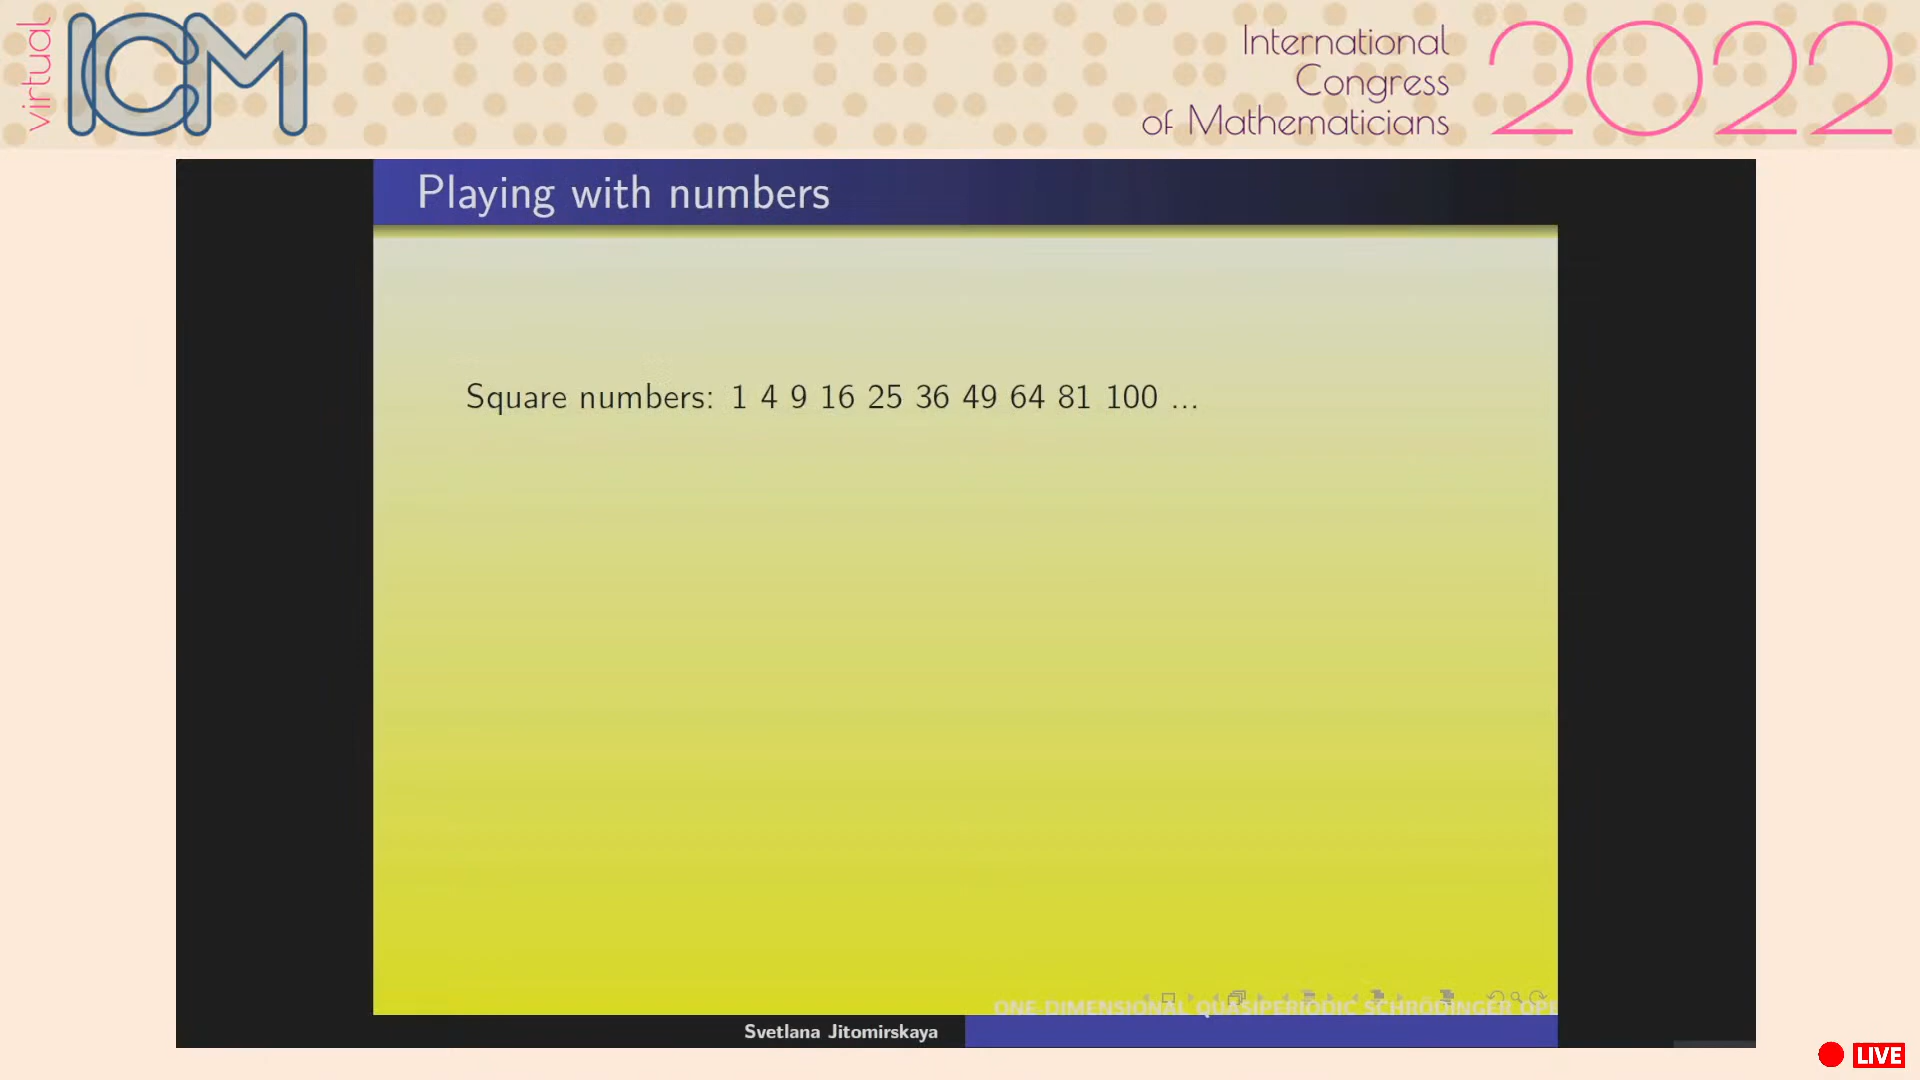 virtual
ICM
International
Congress
of Mathematicians
2022
Playing with numbers
Square numbers: 1 4 9 16 25 36 49 64 81 100 ...
ONE-DIMENSIONAL QUASIPERIODIC SCHRÖDINGER OPE
Svetlana Jitomirskaya
LIVE